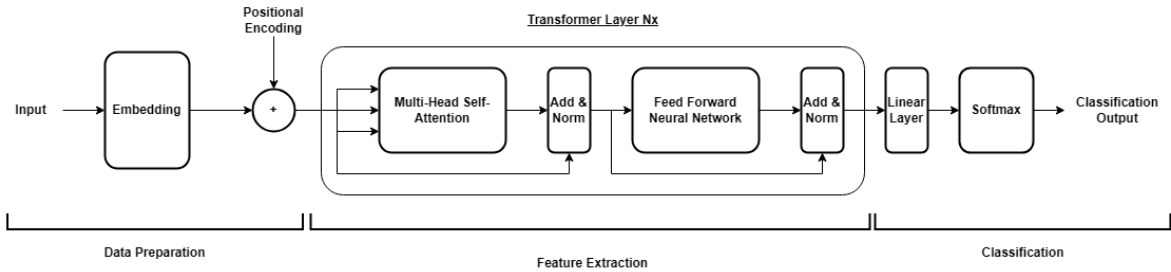 Positional
Encoding
Transformer Layer Nx
Input
Embedding
+
Multi-Head Self-
Attention
Add &
Norm
Feed Forward
Neural Network
Add &
Norm
Linear
Layer
Softmax
Classification
Output
Data Preparation
Feature Extraction
Classification